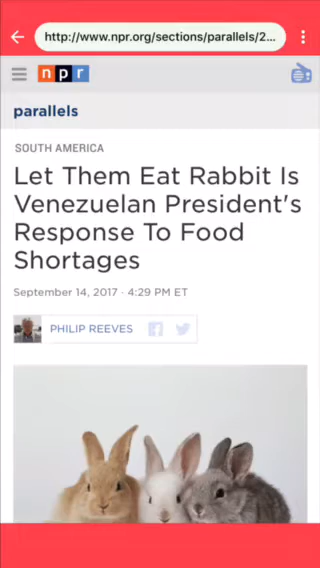 http://www.npr.org/sections/parallels/2...
npr
parallels
SOUTH AMERICA
Let Them Eat Rabbit Is
Venezuelan President's
Response To Food
Shortages
September 14, 2017 · 4:29 PM ET
PHILIP REEVES